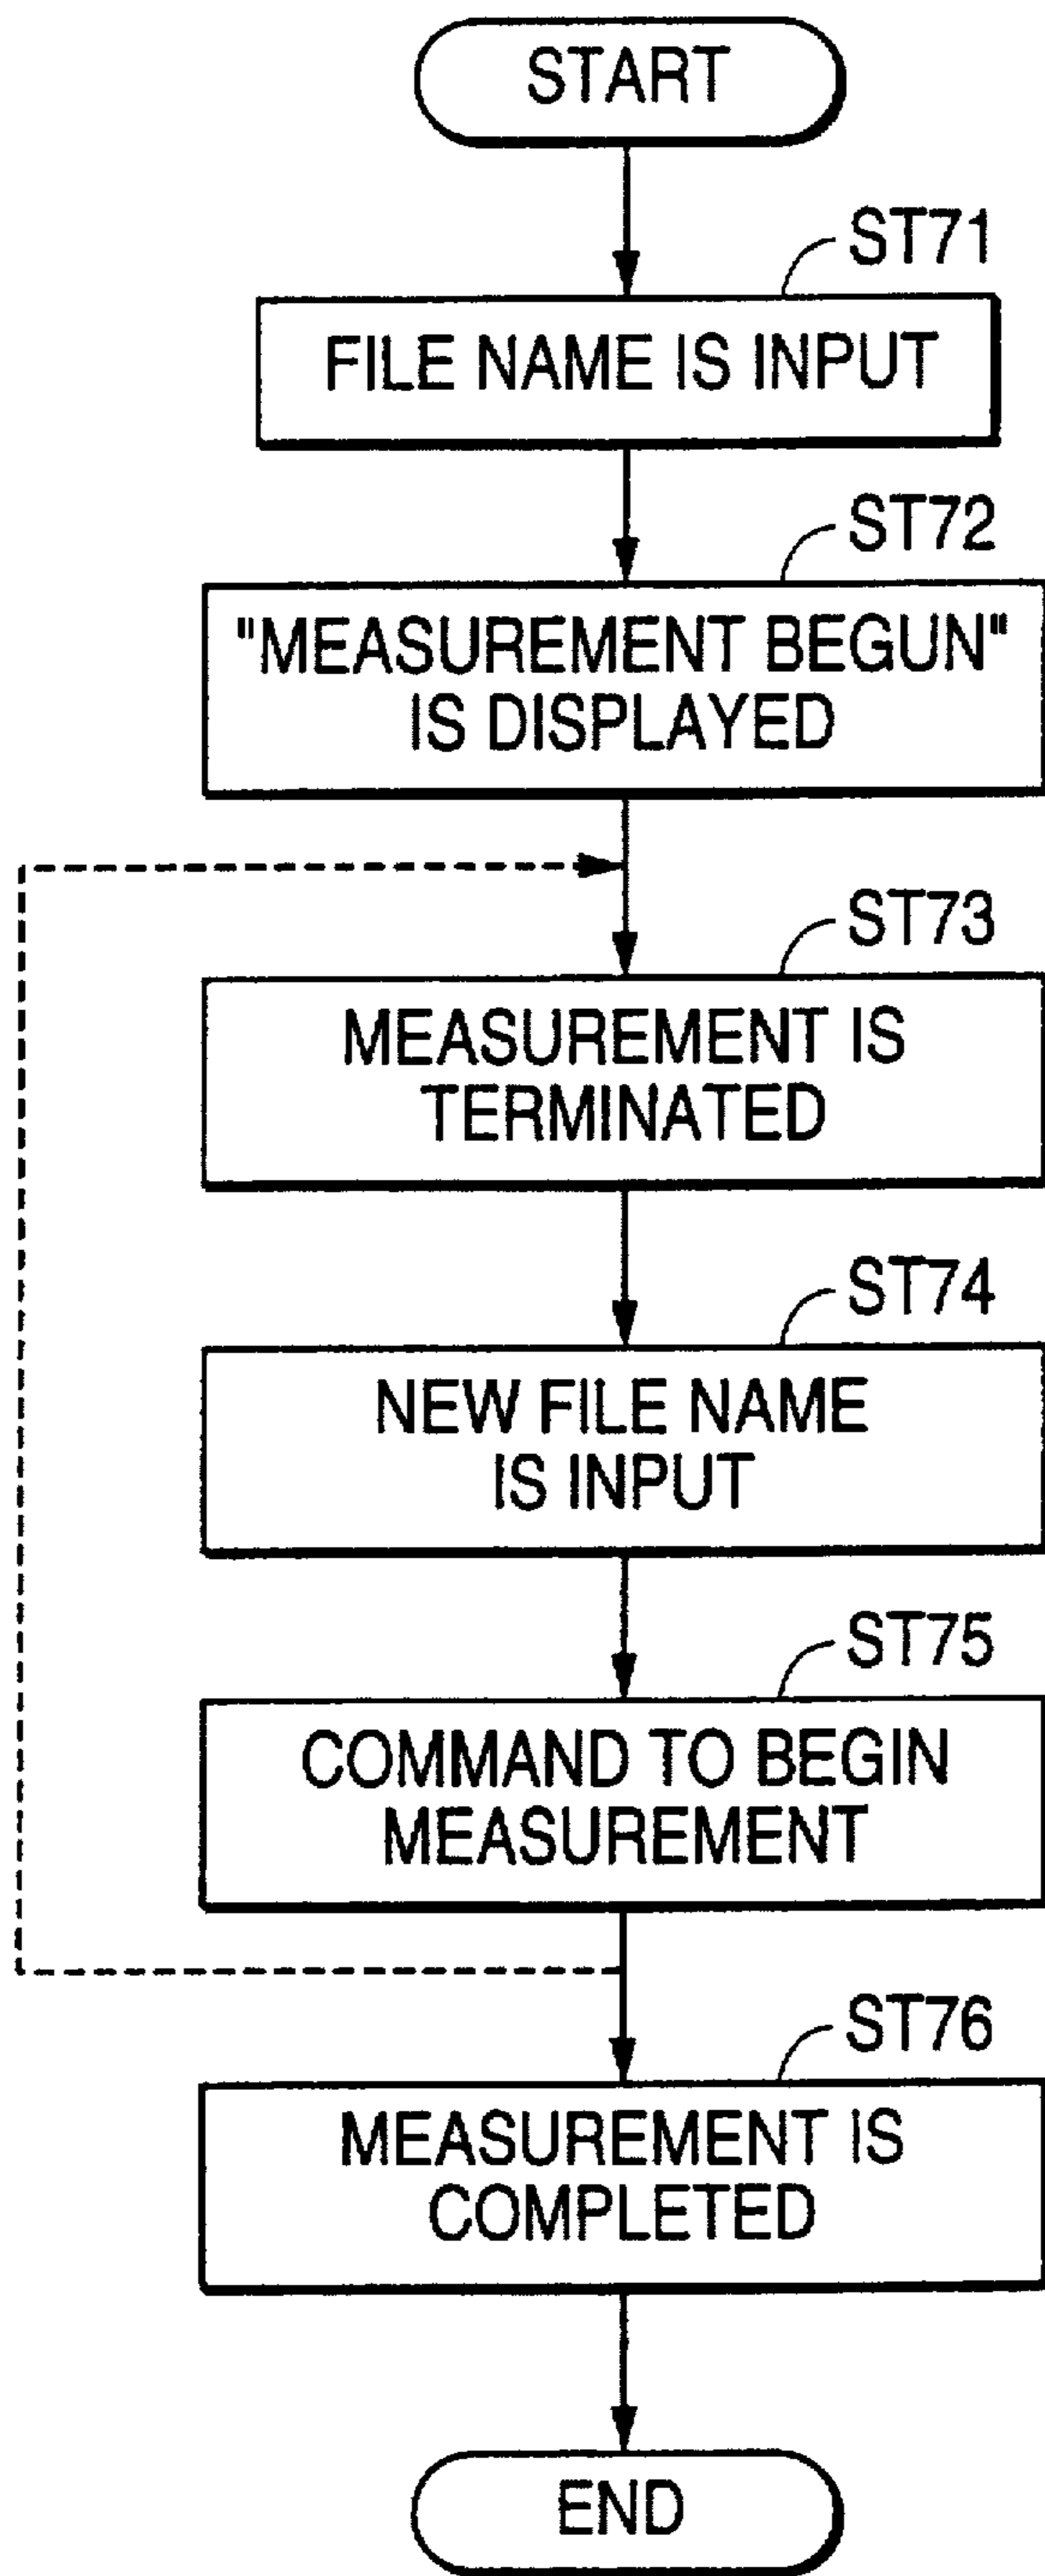 START
ST71
FILE NAME IS INPUT
ST72
"MEASUREMENT BEGUN"
IS DISPLAYED
ST73
MEASUREMENT IS
TERMINATED
ST74
NEW FILE NAME
IS INPUT
ST75
COMMAND TO BEGIN
MEASUREMENT
ST76
MEASUREMENT IS
COMPLETED
END